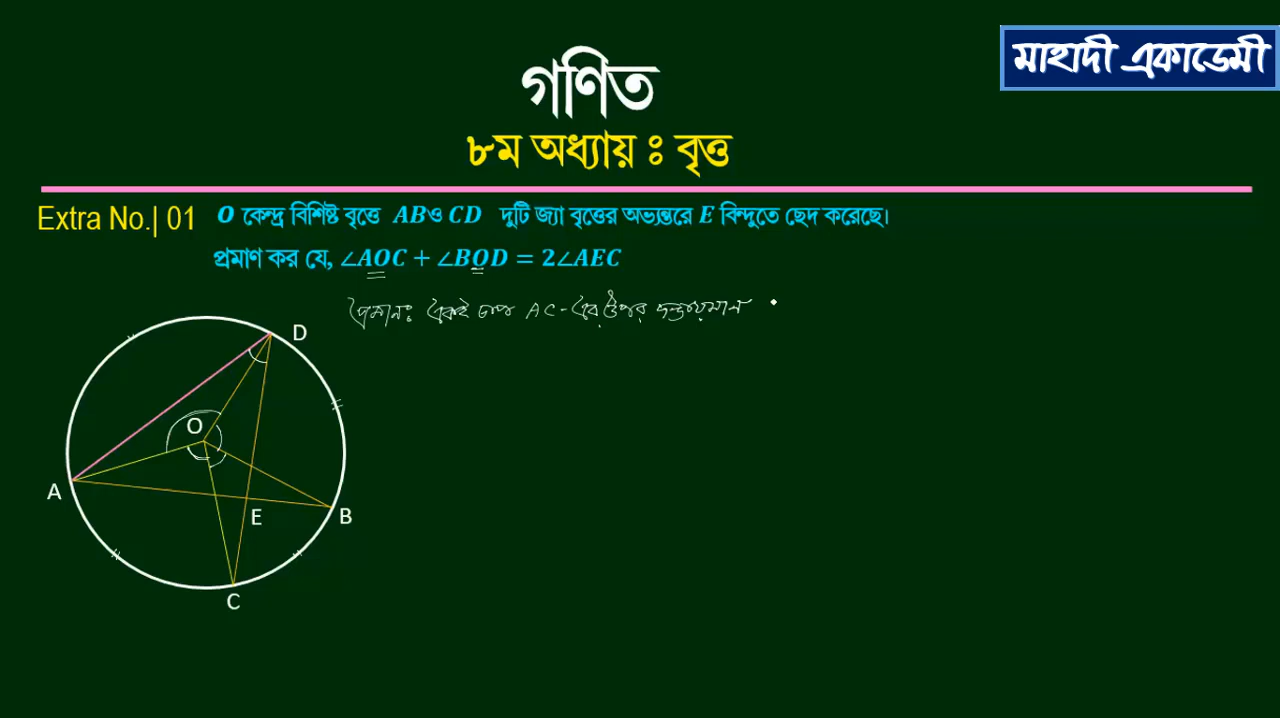 মাহাদী একাডেমী
গণিত
৮ম অধ্যায় ঃ বৃত্ত
Extra No.| 01
O কেন্দ্র বিশিষ্ট বৃত্তে AB ও CD দুটি জ্যা বৃত্তের অভ্যন্তরে E বিন্দুতে ছেদ করেছে।
প্রমাণ কর যে, ∠AOC + ∠BOD = 2∠AEC
প্রমানঃ একই চাপ AC-এর উপর দন্ডায়মান
D
O
A
E
B
C